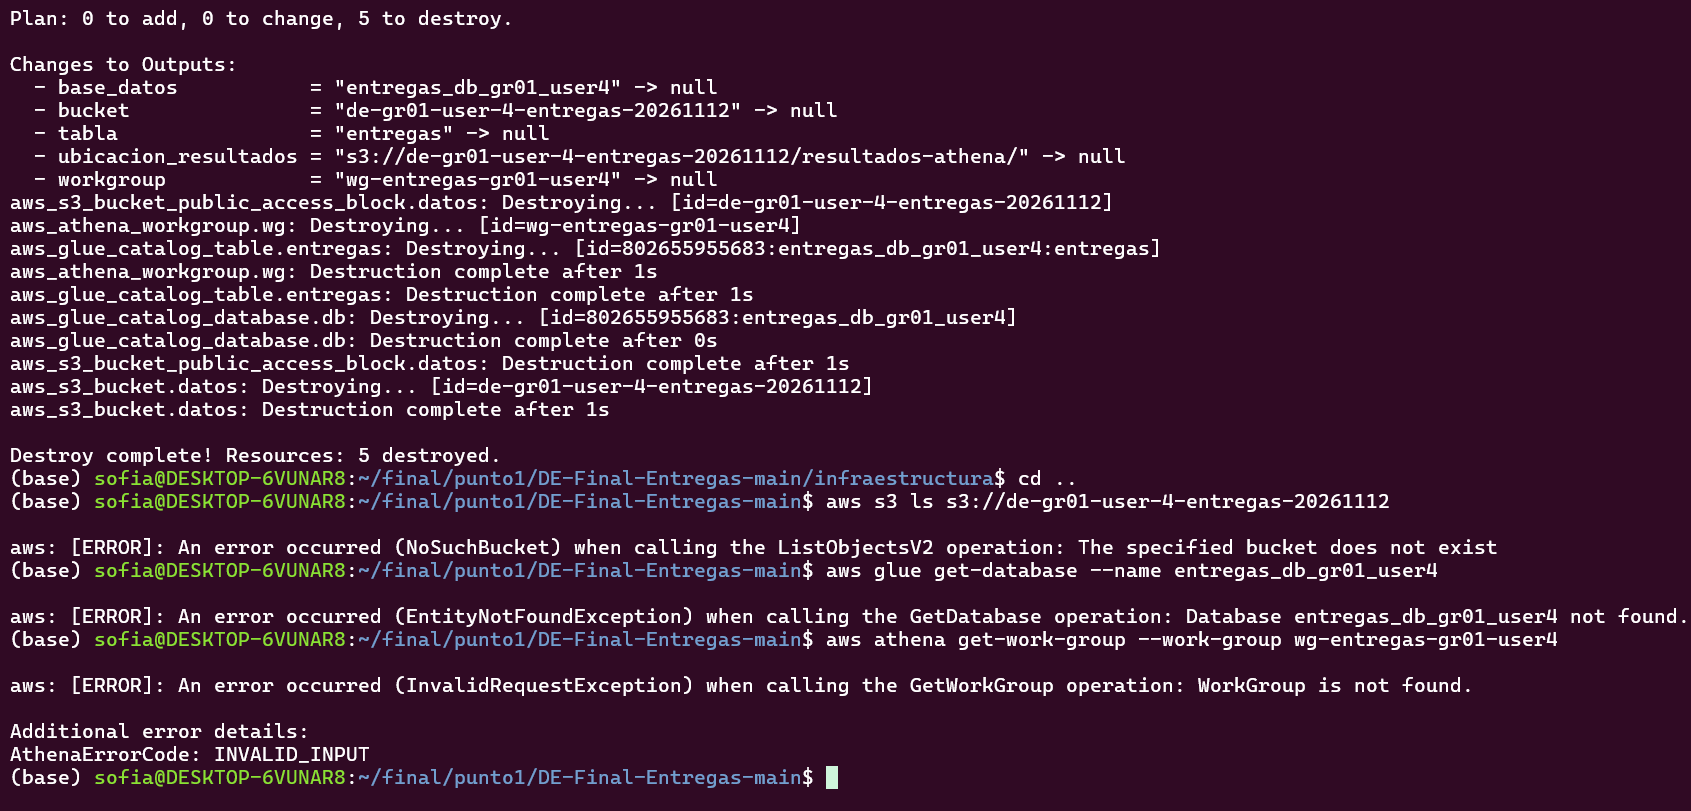 Plan: 0 to add, 0 to change, 5 to destroy.
Changes to Outputs:
  - base_datos           = "entregas_db_gr01_user4" -> null
  - bucket               = "de-gr01-user-4-entregas-20261112" -> null
  - tabla                = "entregas" -> null
  - ubicacion_resultados = "s3://de-gr01-user-4-entregas-20261112/resultados-athena/" -> null
  - workgroup            = "wg-entregas-gr01-user4" -> null
aws_s3_bucket_public_access_block.datos: Destroying... [id=de-gr01-user-4-entregas-20261112]
aws_athena_workgroup.wg: Destroying... [id=wg-entregas-gr01-user4]
aws_glue_catalog_table.entregas: Destroying... [id=802655955683:entregas_db_gr01_user4:entregas]
aws_athena_workgroup.wg: Destruction complete after 1s
aws_glue_catalog_table.entregas: Destruction complete after 1s
aws_glue_catalog_database.db: Destroying... [id=802655955683:entregas_db_gr01_user4]
aws_glue_catalog_database.db: Destruction complete after 0s
aws_s3_bucket_public_access_block.datos: Destruction complete after 1s
aws_s3_bucket.datos: Destroying... [id=de-gr01-user-4-entregas-20261112]
aws_s3_bucket.datos: Destruction complete after 1s
Destroy complete! Resources: 5 destroyed.
(base) sofia@DESKTOP-6VUNAR8:~/final/punto1/DE-Final-Entregas-main/infraestructura$ cd ..
(base) sofia@DESKTOP-6VUNAR8:~/final/punto1/DE-Final-Entregas-main$ aws s3 ls s3://de-gr01-user-4-entregas-20261112
aws: [ERROR]: An error occurred (NoSuchBucket) when calling the ListObjectsV2 operation: The specified bucket does not exist
(base) sofia@DESKTOP-6VUNAR8:~/final/punto1/DE-Final-Entregas-main$ aws glue get-database --name entregas_db_gr01_user4
aws: [ERROR]: An error occurred (EntityNotFoundException) when calling the GetDatabase operation: Database entregas_db_gr01_user4 not found.
(base) sofia@DESKTOP-6VUNAR8:~/final/punto1/DE-Final-Entregas-main$ aws athena get-work-group --work-group wg-entregas-gr01-user4
aws: [ERROR]: An error occurred (InvalidRequestException) when calling the GetWorkGroup operation: WorkGroup is not found.
Additional error details:
AthenaErrorCode: INVALID_INPUT
(base) sofia@DESKTOP-6VUNAR8:~/final/punto1/DE-Final-Entregas-main$